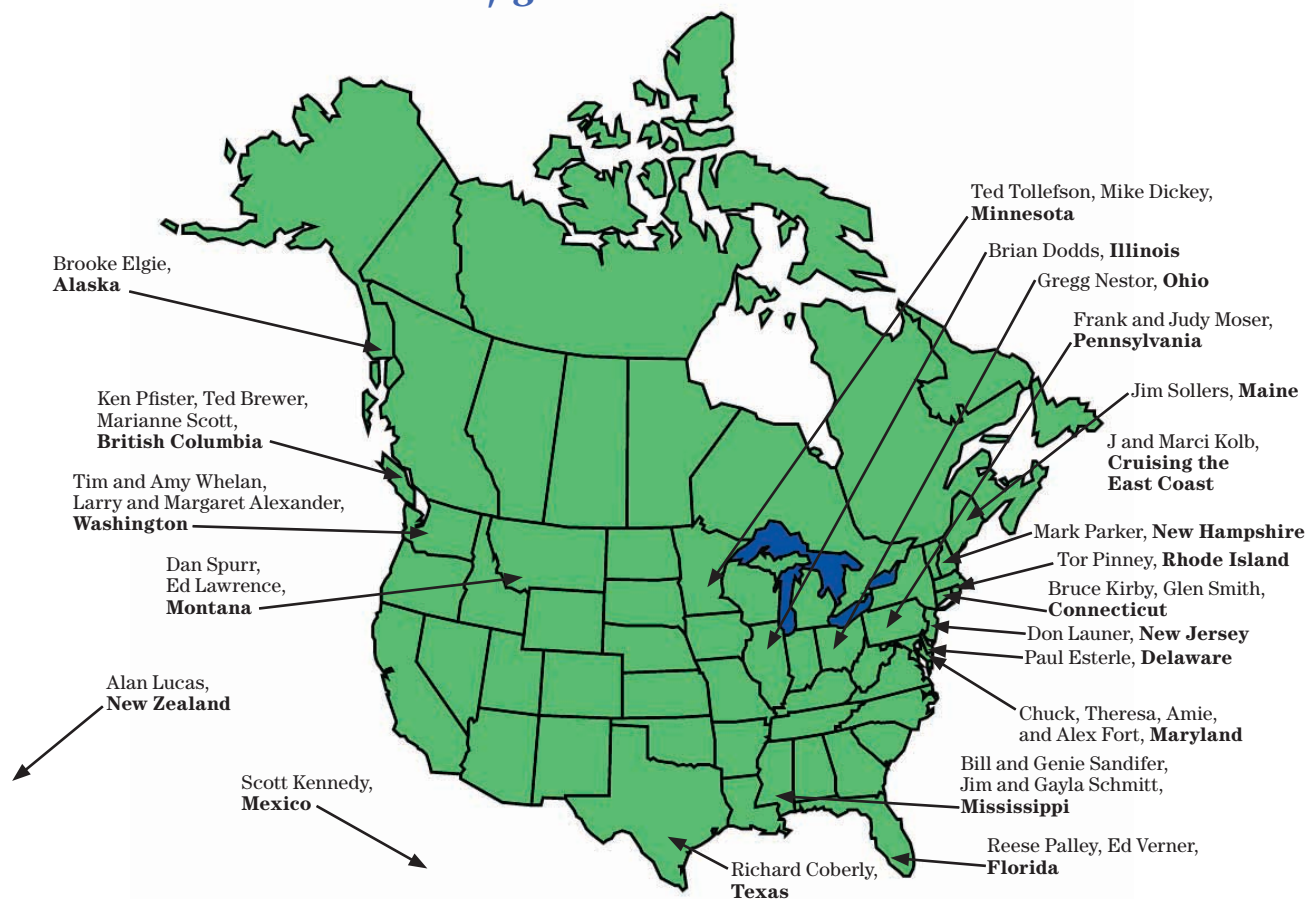 Ted Tollefson, Mike Dickey,
Minnesota
Brian Dodds, Illinois
Gregg Nestor, Ohio
Frank and Judy Moser,
Pennsylvania
Jim Sollers, Maine
J and Marci Kolb,
Cruising the
East Coast
Mark Parker, New Hampshire
Tor Pinney, Rhode Island
Bruce Kirby, Glen Smith,
Connecticut
Don Launer, New Jersey
Paul Esterle, Delaware
Chuck, Theresa, Amie,
and Alex Fort, Maryland
Bill and Genie Sandifer,
Jim and Gayla Schmitt,
Mississippi
Reese Palley, Ed Verner,
Florida
Richard Coberly,
Texas
Brooke Elgie,
Alaska
Ken Pfister, Ted Brewer,
Marianne Scott,
British Columbia
Tim and Amy Whelan,
Larry and Margaret Alexander,
Washington
Dan Spurr,
Ed Lawrence,
Montana
Alan Lucas,
New Zealand
Scott Kennedy,
Mexico